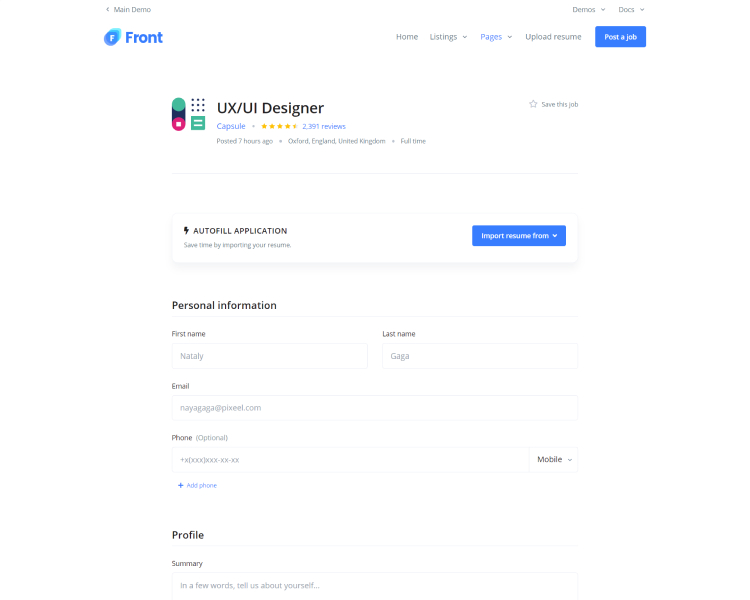 Main Demo Demos Docs
F Front Home Listings Pages Upload resume Post a job
UX/UI Designer Save this job
Capsule 2,391 reviews
Posted 7 hours ago Oxford, England, United Kingdom Full time
AUTOFILL APPLICATION
Save time by importing your resume.
Import resume from
Personal information
First name Last name
Nataly Gaga
Email
nayagaga@pixeel.com
Phone (Optional)
+x(xxx)xxx-xx-xx Mobile
Add phone
Profile
Summary
In a few words, tell us about yourself...